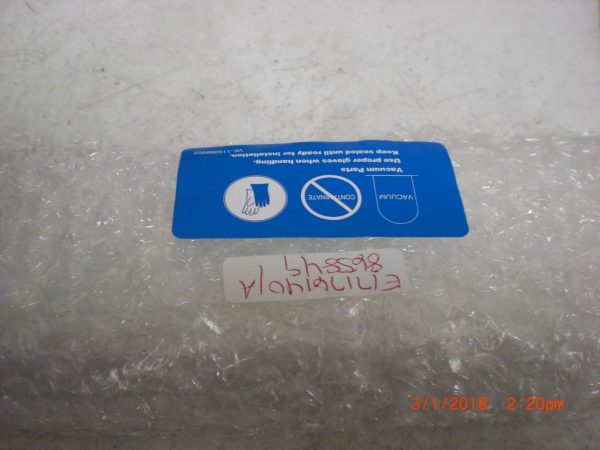 VACUUM
CONTAMINATE
Vacuum Parts
Use proper gloves when handling.
Keep sealed until ready for installation.
E17176140/A
3/1/2018 2:20pm